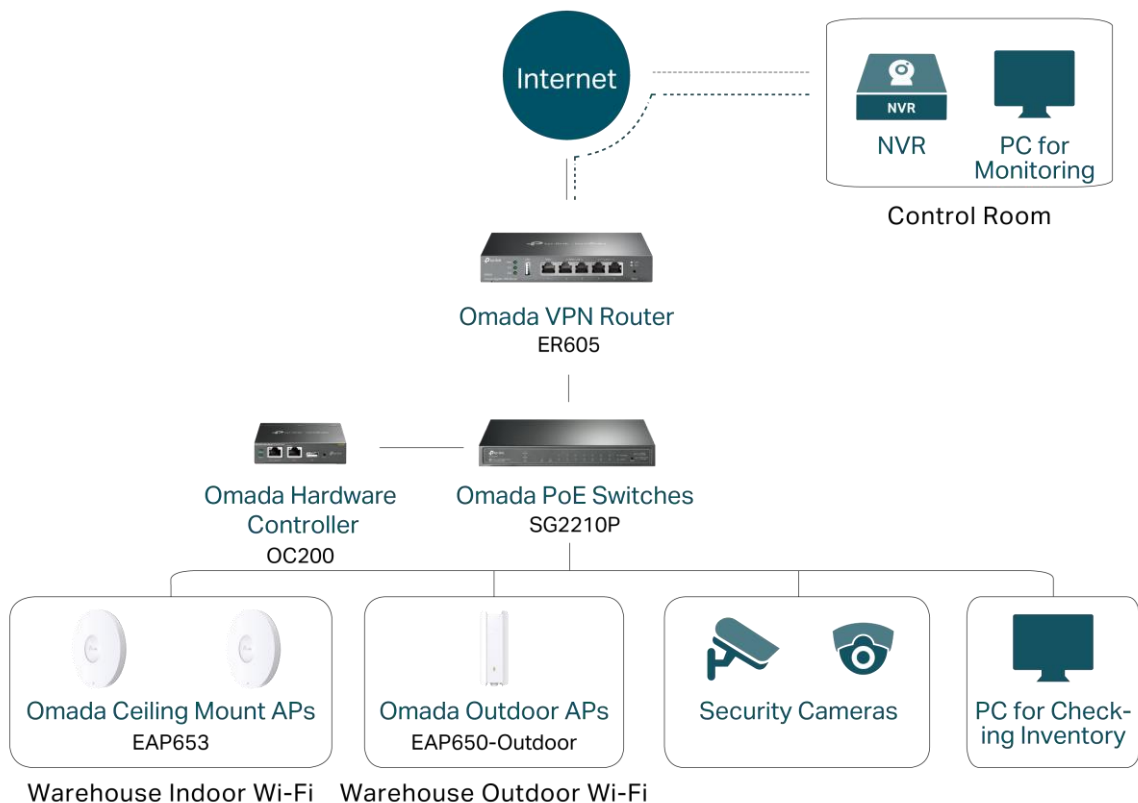 Internet
NVR
NVR
PC for
Monitoring
Control Room
Omada VPN Router
ER605
Omada Hardware
Controller
OC200
Omada PoE Switches
SG2210P
Omada Ceiling Mount APs
EAP653
Omada Outdoor APs
EAP650-Outdoor
Security Cameras
PC for Check-
ing Inventory
Warehouse Indoor Wi-Fi
Warehouse Outdoor Wi-Fi